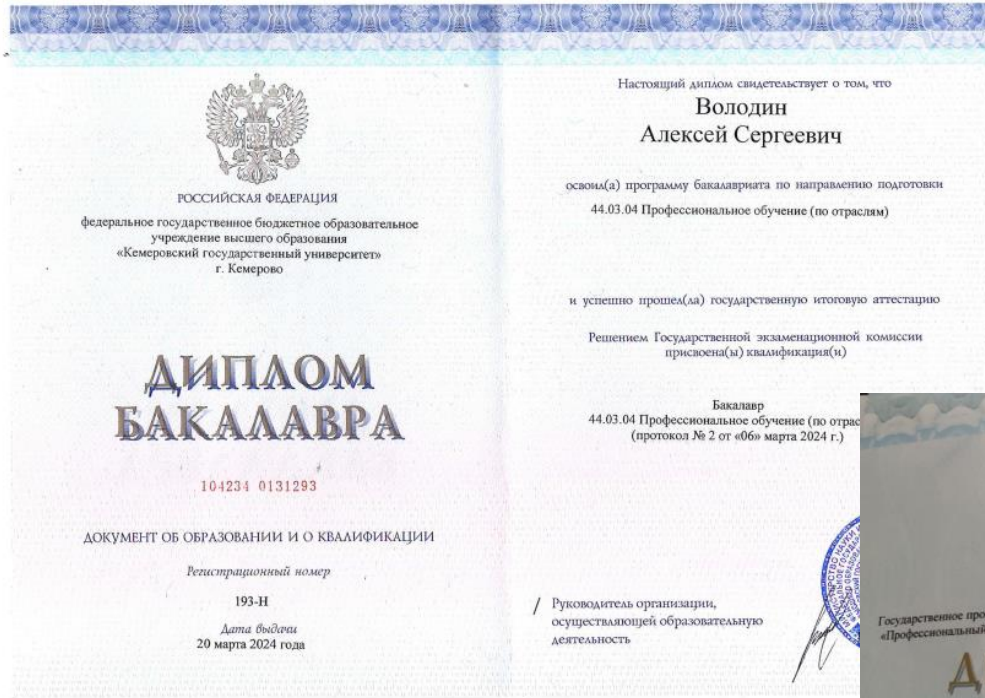 РОССИЙСКАЯ ФЕДЕРАЦИЯ
федеральное государственное бюджетное образовательное
учреждение высшего образования
«Кемеровский государственный университет»
г. Кемерово
ДИПЛОМ
БАКАЛАВРА
104234 0131293
ДОКУМЕНТ ОБ ОБРАЗОВАНИИ И О КВАЛИФИКАЦИИ
Регистрационный номер
193-Н
Дата выдачи
20 марта 2024 года
Настоящий диплом свидетельствует о том, что
Володин
Алексей Сергеевич
освоил(а) программу бакалавриата по направлению подготовки
44.03.04 Профессиональное обучение (по отраслям)
и успешно прошел(ла) государственную итоговую аттестацию
Решением Государственной экзаменационной комиссии
присвоена(ы) квалификация(и)
Бакалавр
44.03.04 Профессиональное обучение (по отрас
(протокол № 2 от «06» марта 2024 г.)
Руководитель организации,
осуществляющей образовательную
деятельность
Государственное про
«Профессиональный
Д